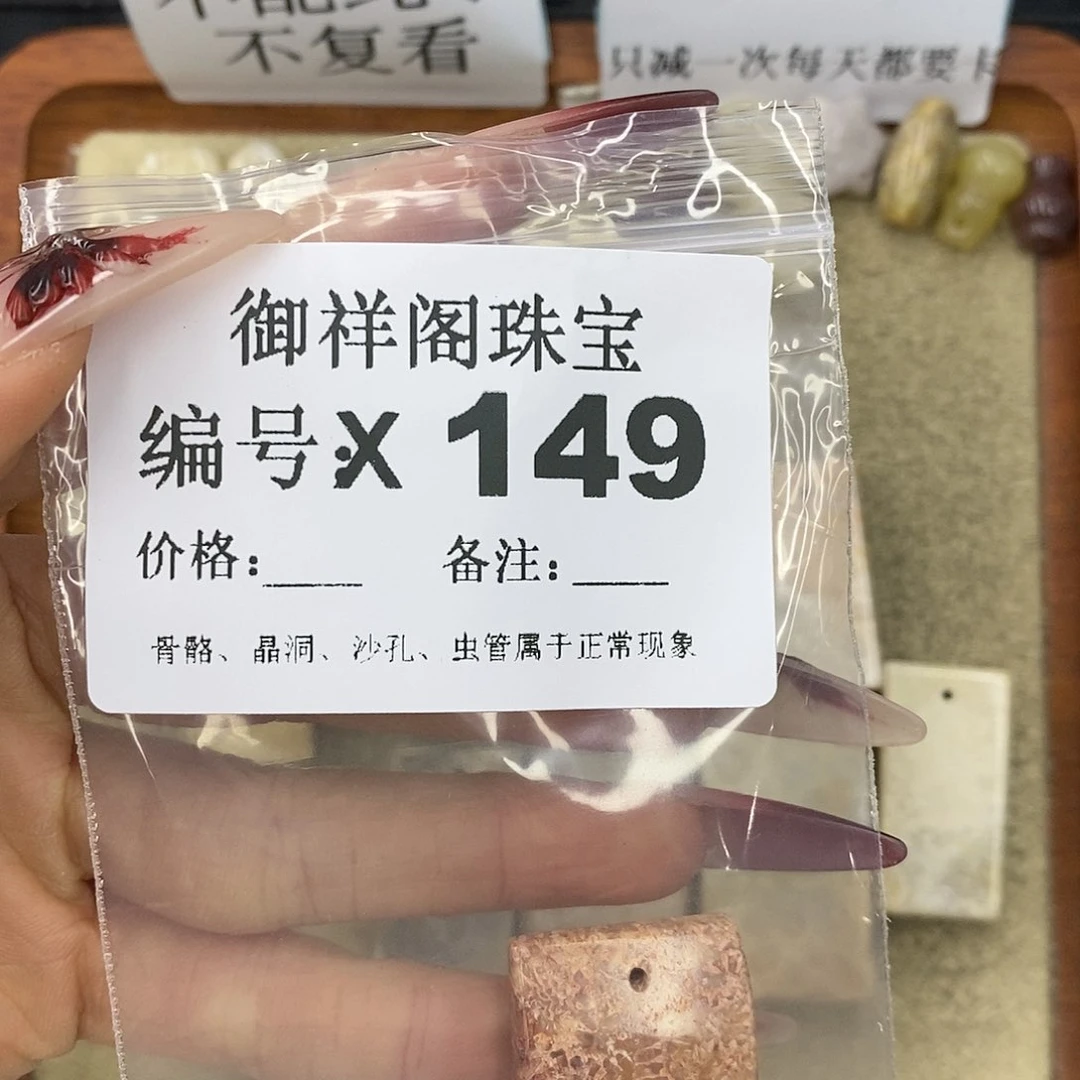 不复看
只减一次每天都要卡
御祥阁珠宝
编号:X 149
价格:____ 备注:____
骨骼、晶洞、沙孔、虫管属于正常现象